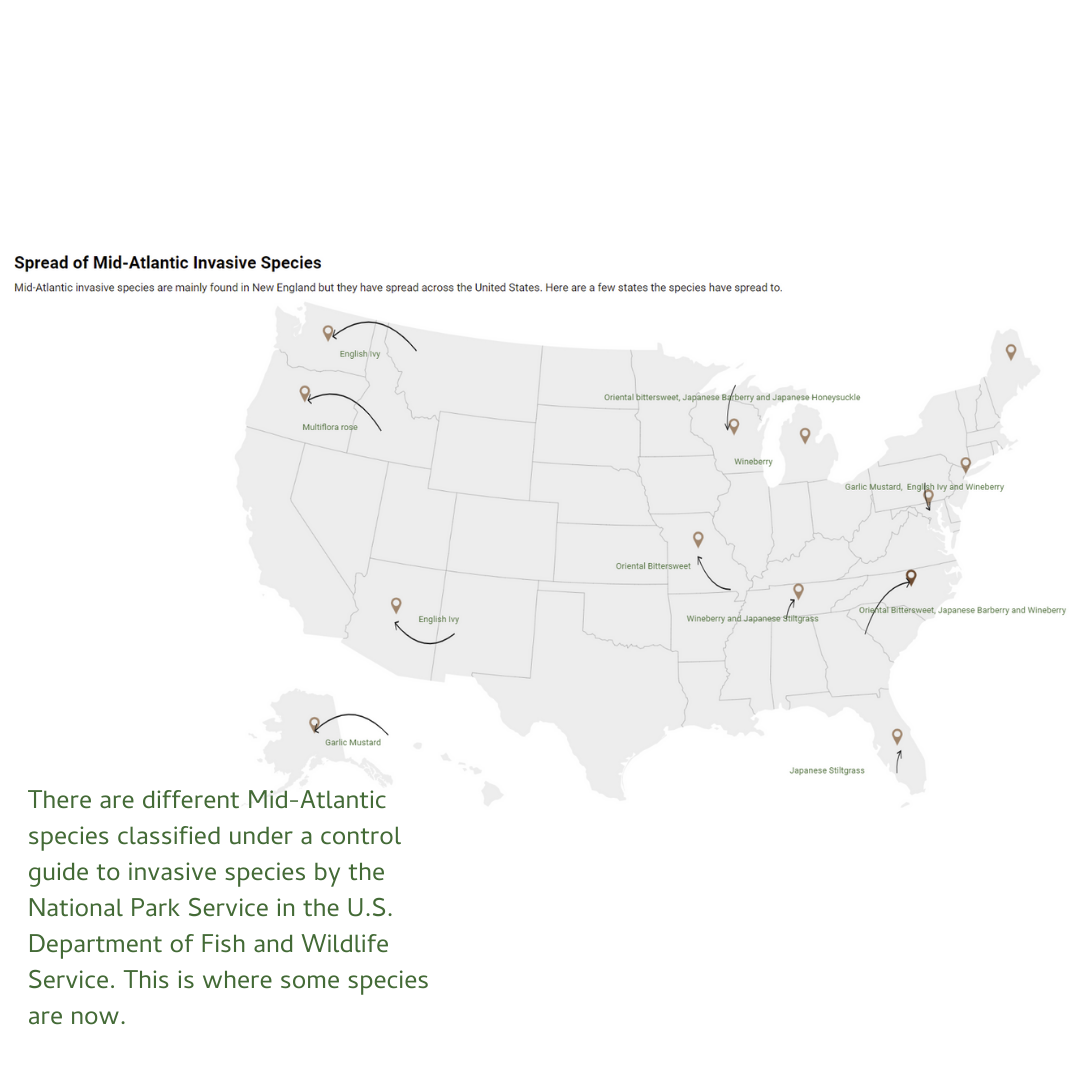 Spread of Mid-Atlantic Invasive Species
Mid-Atlantic invasive species are mainly found in New England but they have spread across the United States. Here are a few states the species have spread to.
English Ivy
Oriental bittersweet, Japanese Barberry and Japanese Honeysuckle
Multiflora rose
Wineberry
Garlic Mustard, English Ivy and Wineberry
Oriental Bittersweet
Oriental Bittersweet, Japanese Barberry and Wineberry
English Ivy
Wineberry and Japanese Stiltgrass
Garlic Mustard
Japanese Stiltgrass
There are different Mid-Atlantic
species classified under a control
guide to invasive species by the
National Park Service in the U.S.
Department of Fish and Wildlife
Service. This is where some species
are now.